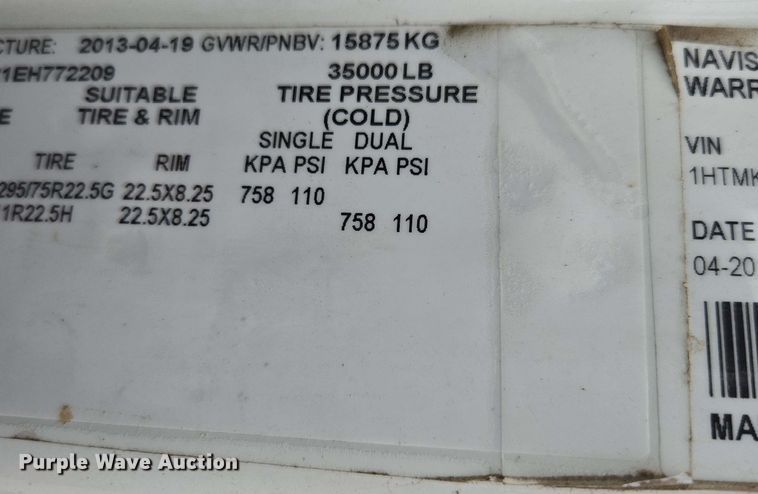 CTURE: 2013-04-19 GVWR/PNBV: 15875 KG
1EH772209 35000 LB
SUITABLE TIRE PRESSURE
E TIRE & RIM (COLD)
SINGLE DUAL
TIRE RIM KPA PSI KPA PSI
295/75R22.5G 22.5X8.25 758 110
1R22.5H 22.5X8.25 758 110
NAVIS
WARR
VIN
1HTMK
DATE
04-20
MA
Purple Wave Auction